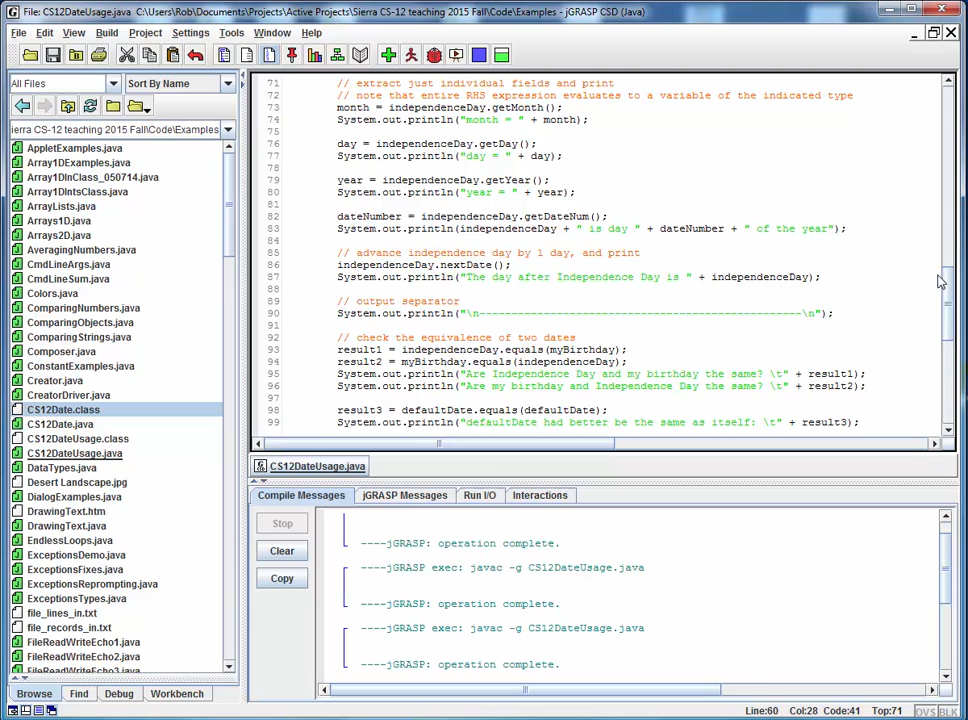 File: CS12DateUsage.java C:\Users\Rob\Documents\Projects\Active Projects\Sierra CS-12 teaching 2015 Fall\Code\Examples - jGRASP CSD (Java)
File Edit View Build Project Settings Tools Window Help
All Files Sort By Name
ierra CS-12 teaching 2015 Fall\Code\Examples
AppletExamples.java
Array1DExamples.java
Array1DInClass_050714.java
Array1DIntsClass.java
ArrayLists.java
Arrays1D.java
Arrays2D.java
AveragingNumbers.java
CmdLineArgs.java
CmdLineSum.java
Colors.java
ComparingNumbers.java
ComparingObjects.java
ComparingStrings.java
Composer.java
ConstantExamples.java
Creator.java
CreatorDriver.java
CS12Date.class
CS12Date.java
CS12DateUsage.class
CS12DateUsage.java
DataTypes.java
Desert Landscape.jpg
DialogExamples.java
DrawingText.htm
DrawingText.java
EndlessLoops.java
ExceptionsDemo.java
ExceptionsFixes.java
ExceptionsReprompting.java
ExceptionsTypes.java
file_lines_in.txt
file_records_in.txt
FileReadWriteEcho1.java
FileReadWriteEcho2.java
FileReadWriteEcho3.java
Browse Find Debug Workbench
71 // extract just individual fields and print
72 // note that entire RHS expression evaluates to a variable of the indicated type
73 month = independenceDay.getMonth();
74 System.out.println("month = " + month);
75
76 day = independenceDay.getDay();
77 System.out.println("day = " + day);
78
79 year = independenceDay.getYear();
80 System.out.println("year = " + year);
81
82 dateNumber = independenceDay.getDateNum();
83 System.out.println(independenceDay + " is day " + dateNumber + " of the year");
84
85 // advance independence day by 1 day, and print
86 independenceDay.nextDate();
87 System.out.println("The day after Independence Day is " + independenceDay);
88
89 // output separator
90 System.out.println("\n--------------------------------------------------\n");
91
92 // check the equivalence of two dates
93 result1 = independenceDay.equals(myBirthday);
94 result2 = myBirthday.equals(independenceDay);
95 System.out.println("Are Independence Day and my birthday the same? \t" + result1);
96 System.out.println("Are my birthday and Independence Day the same? \t" + result2);
97
98 result3 = defaultDate.equals(defaultDate);
99 System.out.println("defaultDate had better be the same as itself: \t" + result3);
CS12DateUsage.java
Compile Messages jGRASP Messages Run I/O Interactions
Stop
Clear
Copy
----jGRASP: operation complete.
----jGRASP exec: javac -g CS12DateUsage.java
----jGRASP: operation complete.
----jGRASP exec: javac -g CS12DateUsage.java
----jGRASP: operation complete.
Line:60 Col:28 Code:41 Top:71 OVS BLK